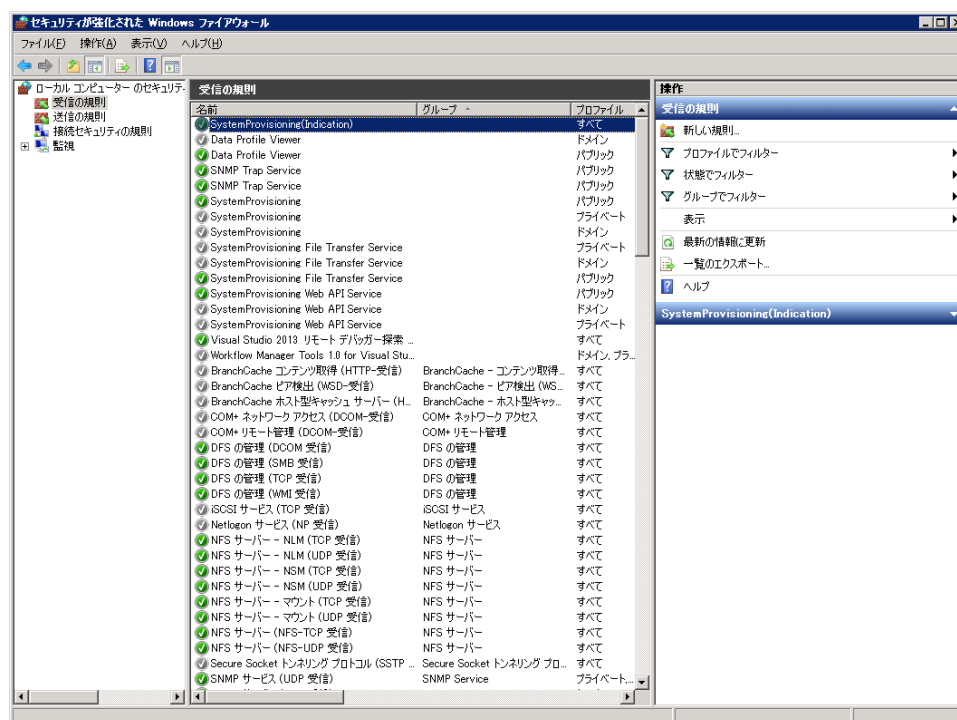 セキュリティが強化された Windows ファイアウォール
ファイル(F) 操作(A) 表示(V) ヘルプ(H)
ローカル コンピューター のセキュリテ
受信の規則
送信の規則
接続セキュリティの規則
監視
受信の規則
名前 グループ プロファイル
SystemProvisioning(Indication) すべて
Data Profile Viewer ドメイン
Data Profile Viewer パブリック
SNMP Trap Service パブリック
SNMP Trap Service パブリック
SystemProvisioning パブリック
SystemProvisioning プライベート
SystemProvisioning ドメイン
SystemProvisioning File Transfer Service プライベート
SystemProvisioning File Transfer Service ドメイン
SystemProvisioning File Transfer Service パブリック
SystemProvisioning Web API Service パブリック
SystemProvisioning Web API Service ドメイン
SystemProvisioning Web API Service プライベート
Visual Studio 2013 リモート デバッガー探索 ... すべて
Workflow Manager Tools 1.0 for Visual Stu... ドメイン, プラ...
BranchCache コンテンツ取得 (HTTP-受信) BranchCache - コンテンツ取得... すべて
BranchCache ピア検出 (WSD-受信) BranchCache - ピア検出 (WS... すべて
BranchCache ホスト型キャッシュ サーバー (H... BranchCache - ホスト型キャッ... すべて
COM+ ネットワーク アクセス (DCOM-受信) COM+ ネットワーク アクセス すべて
COM+ リモート管理 (DCOM-受信) COM+ リモート管理 すべて
DFS の管理 (DCOM 受信) DFS の管理 すべて
DFS の管理 (SMB 受信) DFS の管理 すべて
DFS の管理 (TCP 受信) DFS の管理 すべて
DFS の管理 (WMI 受信) DFS の管理 すべて
iSCSI サービス (TCP 受信) iSCSI サービス すべて
Netlogon サービス (NP 受信) Netlogon サービス すべて
NFS サーバー - NLM (TCP 受信) NFS サーバー すべて
NFS サーバー - NLM (UDP 受信) NFS サーバー すべて
NFS サーバー - NSM (TCP 受信) NFS サーバー すべて
NFS サーバー - NSM (UDP 受信) NFS サーバー すべて
NFS サーバー - マウント (TCP 受信) NFS サーバー すべて
NFS サーバー - マウント (UDP 受信) NFS サーバー すべて
NFS サーバー (NFS-TCP 受信) NFS サーバー すべて
NFS サーバー (NFS-UDP 受信) NFS サーバー すべて
Secure Socket トンネリング プロトコル (SSTP ... Secure Socket トンネリング プロ... すべて
SNMP サービス (UDP 受信) SNMP Service プライベート...
操作
受信の規則
新しい規則...
プロファイルでフィルター
状態でフィルター
グループでフィルター
表示
最新の情報に更新
一覧のエクスポート...
ヘルプ
SystemProvisioning(Indication)